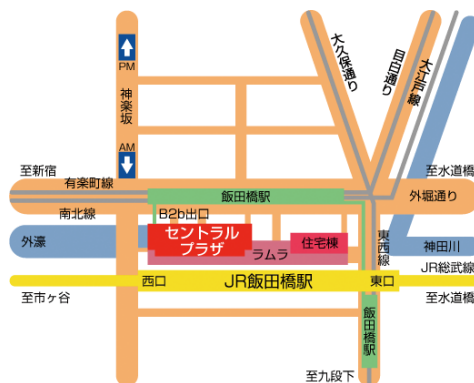 PM
神楽坂
AM
大久保通り
目白通り
大江戸線
至新宿
有楽町線
南北線
飯田橋駅
至水道橋
外堀通り
B2b出口
外濠
セントラル
プラザ
ラムラ
住宅棟
東西線
神田川
JR総武線
至市ヶ谷
西口
JR飯田橋駅
東口
至水道橋
飯田橋駅
至九段下